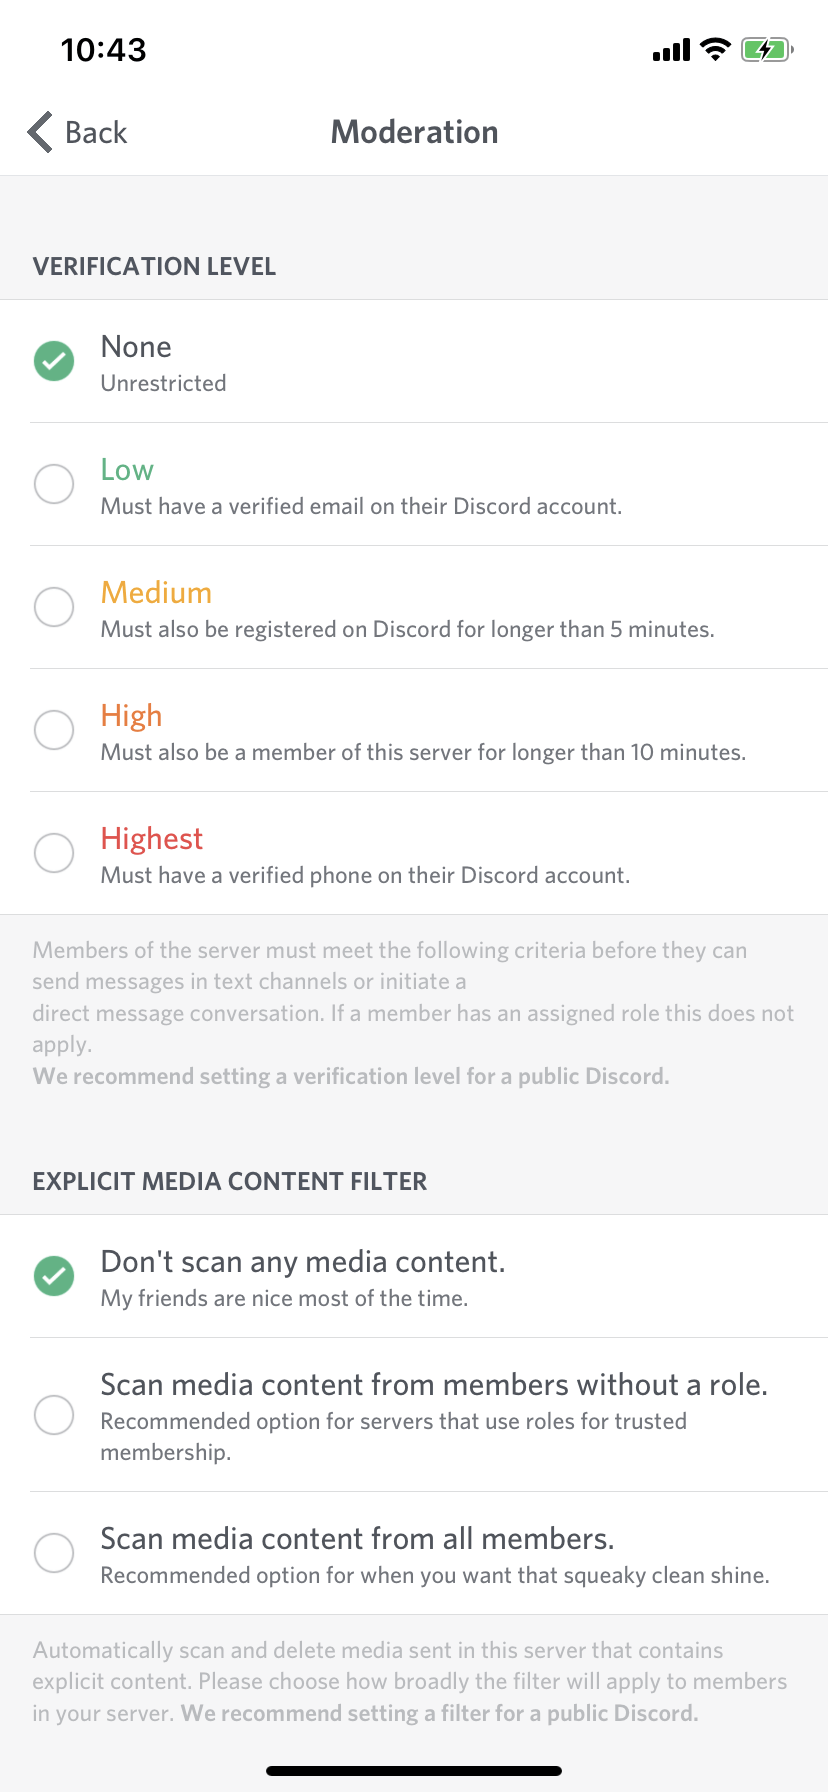 10:43
Back
Moderation
VERIFICATION LEVEL
None
Unrestricted
Low
Must have a verified email on their Discord account.
Medium
Must also be registered on Discord for longer than 5 minutes.
High
Must also be a member of this server for longer than 10 minutes.
Highest
Must have a verified phone on their Discord account.
Members of the server must meet the following criteria before they can
send messages in text channels or initiate a
direct message conversation. If a member has an assigned role this does not
apply.
We recommend setting a verification level for a public Discord.
EXPLICIT MEDIA CONTENT FILTER
Don't scan any media content.
My friends are nice most of the time.
Scan media content from members without a role.
Recommended option for servers that use roles for trusted
membership.
Scan media content from all members.
Recommended option for when you want that squeaky clean shine.
Automatically scan and delete media sent in this server that contains
explicit content. Please choose how broadly the filter will apply to members
in your server. We recommend setting a filter for a public Discord.